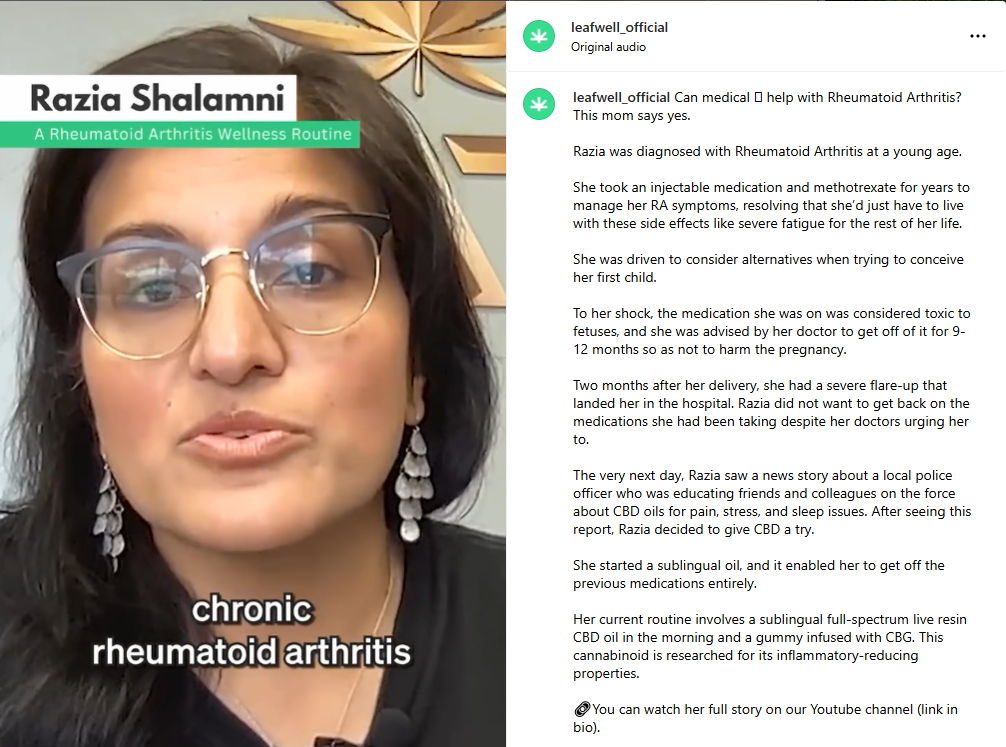 Razia Shalamni
A Rheumatoid Arthritis Wellness Routine
chronic
rheumatoid arthritis
leafwell_official
Original audio
leafwell_official Can medical help with Rheumatoid Arthritis?
This mom says yes.
Razia was diagnosed with Rheumatoid Arthritis at a young age.
She took an injectable medication and methotrexate for years to
manage her RA symptoms, resolving that she’d just have to live
with these side effects like severe fatigue for the rest of her life.
She was driven to consider alternatives when trying to conceive
her first child.
To her shock, the medication she was on was considered toxic to
fetuses, and she was advised by her doctor to get off of it for 9-
12 months so as not to harm the pregnancy.
Two months after her delivery, she had a severe flare-up that
landed her in the hospital. Razia did not want to get back on the
medications she had been taking despite her doctors urging her
to.
The very next day, Razia saw a news story about a local police
officer who was educating friends and colleagues on the force
about CBD oils for pain, stress, and sleep issues. After seeing this
report, Razia decided to give CBD a try.
She started a sublingual oil, and it enabled her to get off the
previous medications entirely.
Her current routine involves a sublingual full-spectrum live resin
CBD oil in the morning and a gummy infused with CBG. This
cannabinoid is researched for its inflammatory-reducing
properties.
🔗You can watch her full story on our Youtube channel (link in
bio).